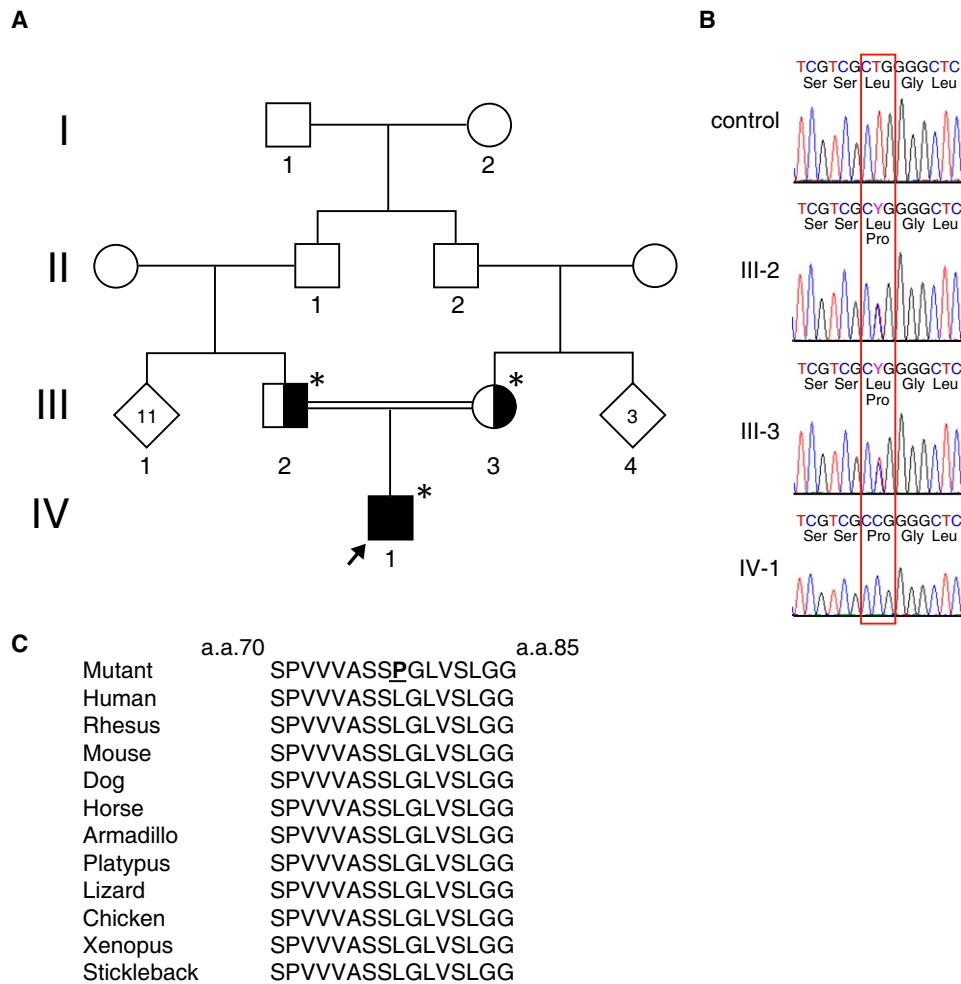 A
I
1
2
II
1
2
*
*
III
11
3
1
2
3
4
IV
*
1
B
TCGTCGCTGGGGCTC
Ser Ser Leu Gly Leu
control
TCGTCGCYGGGGCTC
Ser Ser Leu Gly Leu
Pro
III-2
TCGTCGCYGGGGCTC
Ser Ser Leu Gly Leu
Pro
III-3
TCGTCGCCGGGGCTC
Ser Ser Pro Gly Leu
IV-1
C
a.a.70 a.a.85
Mutant SPVVVASSPGLVSLGG
Human SPVVVASSLGLVSLGG
Rhesus SPVVVASSLGLVSLGG
Mouse SPVVVASSLGLVSLGG
Dog SPVVVASSLGLVSLGG
Horse SPVVVASSLGLVSLGG
Armadillo SPVVVASSLGLVSLGG
Platypus SPVVVASSLGLVSLGG
Lizard SPVVVASSLGLVSLGG
Chicken SPVVVASSLGLVSLGG
Xenopus SPVVVASSLGLVSLGG
Stickleback SPVVVASSLGLVSLGG